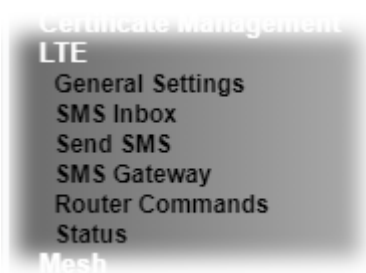 Certificate Management
LTE
General Settings
SMS Inbox
Send SMS
SMS Gateway
Router Commands
Status
Mesh